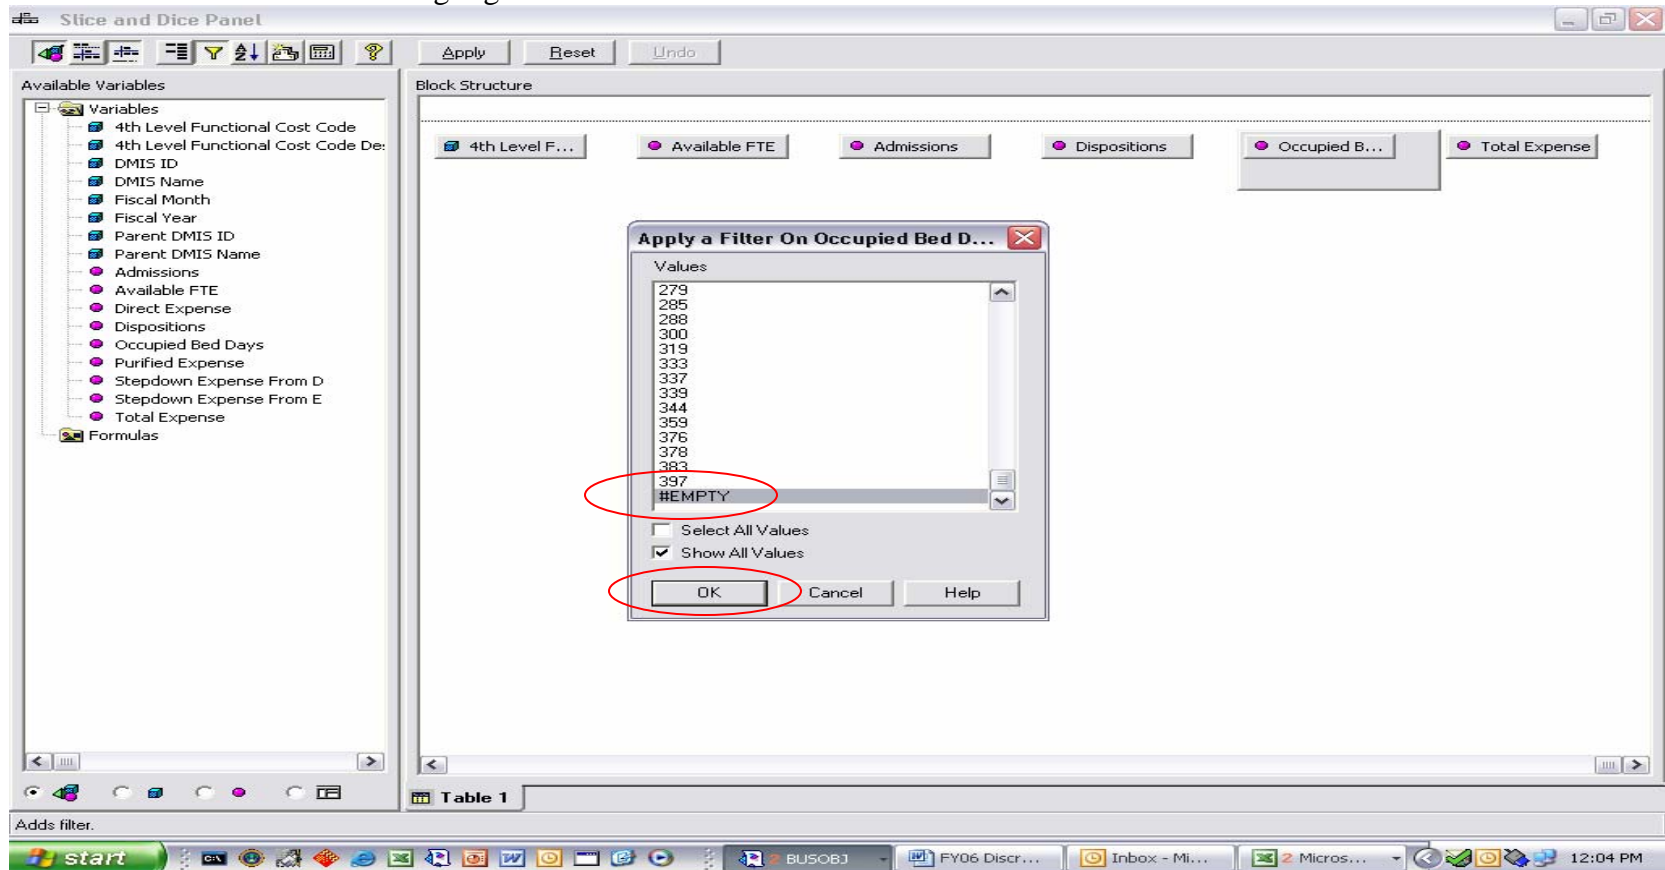 Slice and Dice Panel
Apply Reset Undo
Available Variables
Variables
4th Level Functional Cost Code
4th Level Functional Cost Code De
DMIS ID
DMIS Name
Fiscal Month
Fiscal Year
Parent DMIS ID
Parent DMIS Name
Admissions
Available FTE
Direct Expense
Dispositions
Occupied Bed Days
Purified Expense
Stepdown Expense From D
Stepdown Expense From E
Total Expense
Formulas
Block Structure
4th Level F... Available FTE Admissions Dispositions Occupied B... Total Expense
Apply a Filter On Occupied Bed D...
Values
279
285
288
300
319
333
337
339
344
359
376
378
383
397
#EMPTY
Select All Values
Show All Values
OK Cancel Help
Table 1
Adds filter.
start 2 BUSOBJ FY06 Discr... Inbox - Mi... 2 Micros... 12:04 PM